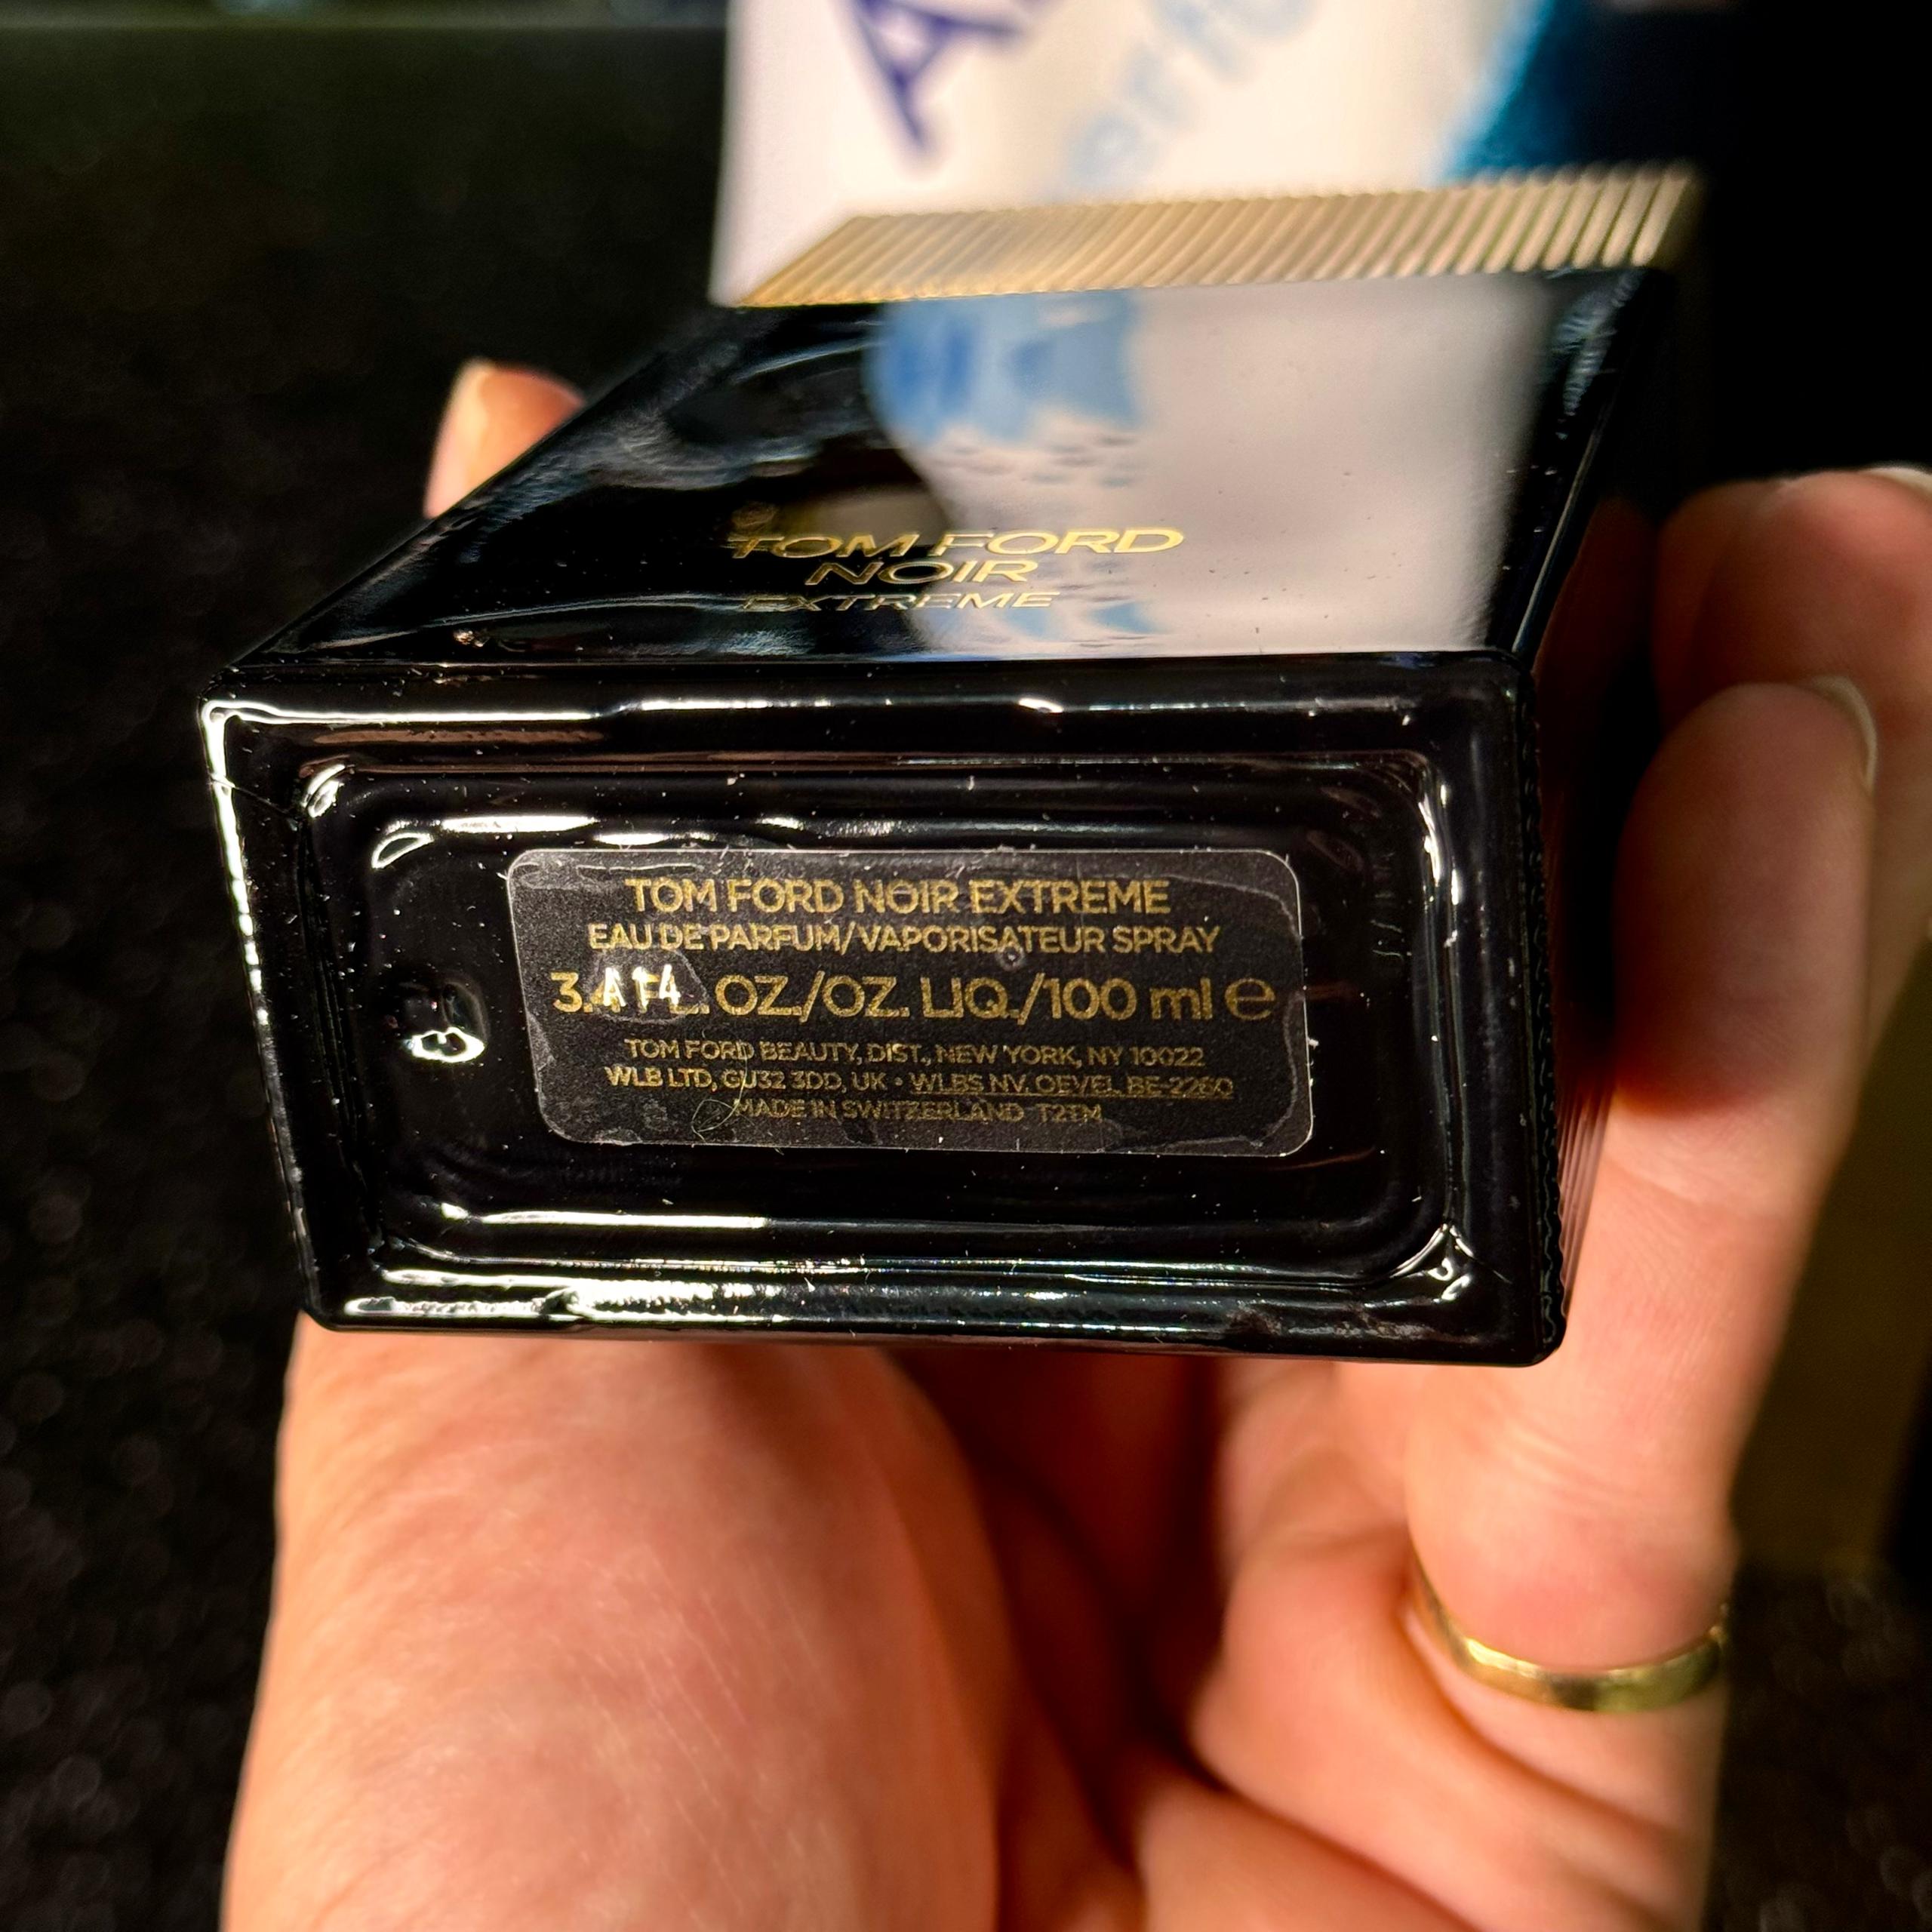 TOM FORD
NOIR
EXTREME
TOM FORD NOIR EXTREME
EAU DE PARFUM/VAPORISATEUR SPRAY
3.4 FL. OZ./OZ. LIQ./100 ml ℮
A14
TOM FORD BEAUTY, DIST., NEW YORK, NY 10022
WLB LTD, GU32 3DD, UK • WLBS NV, OEVEL BE-2260
MADE IN SWITZERLAND T2TM